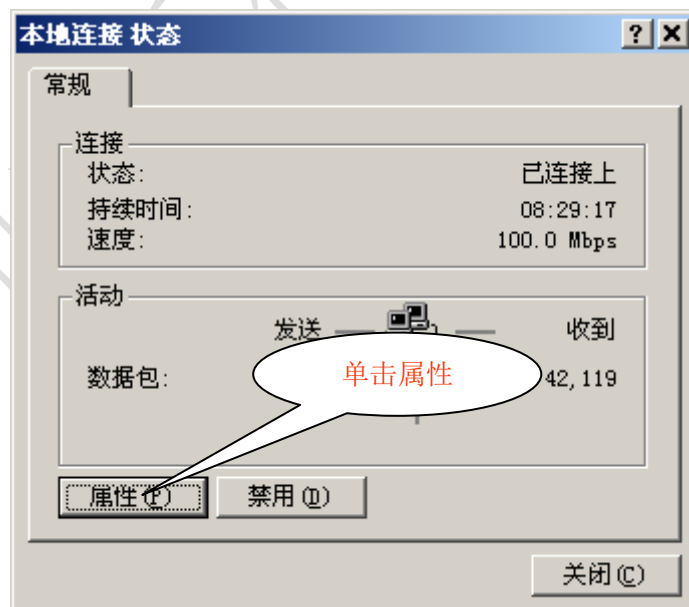 本地连接 状态
常规
连接
状态: 已连接上
持续时间: 08:29:17
速度: 100.0 Mbps
活动
发送 收到
数据包: 42,119
单击属性
属性(P) 禁用(D)
关闭(C)